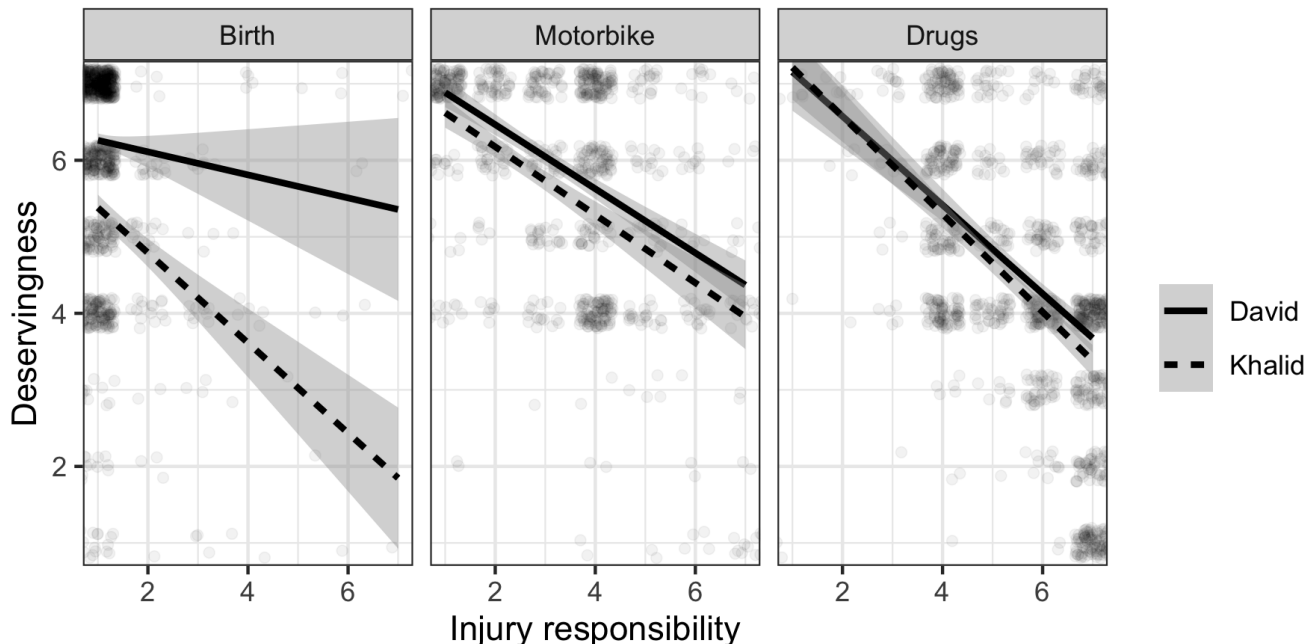 Birth
Motorbike
Drugs
Deservingness
6
4
2
2 4 6
2 4 6
2 4 6
Injury responsibility
David
Khalid